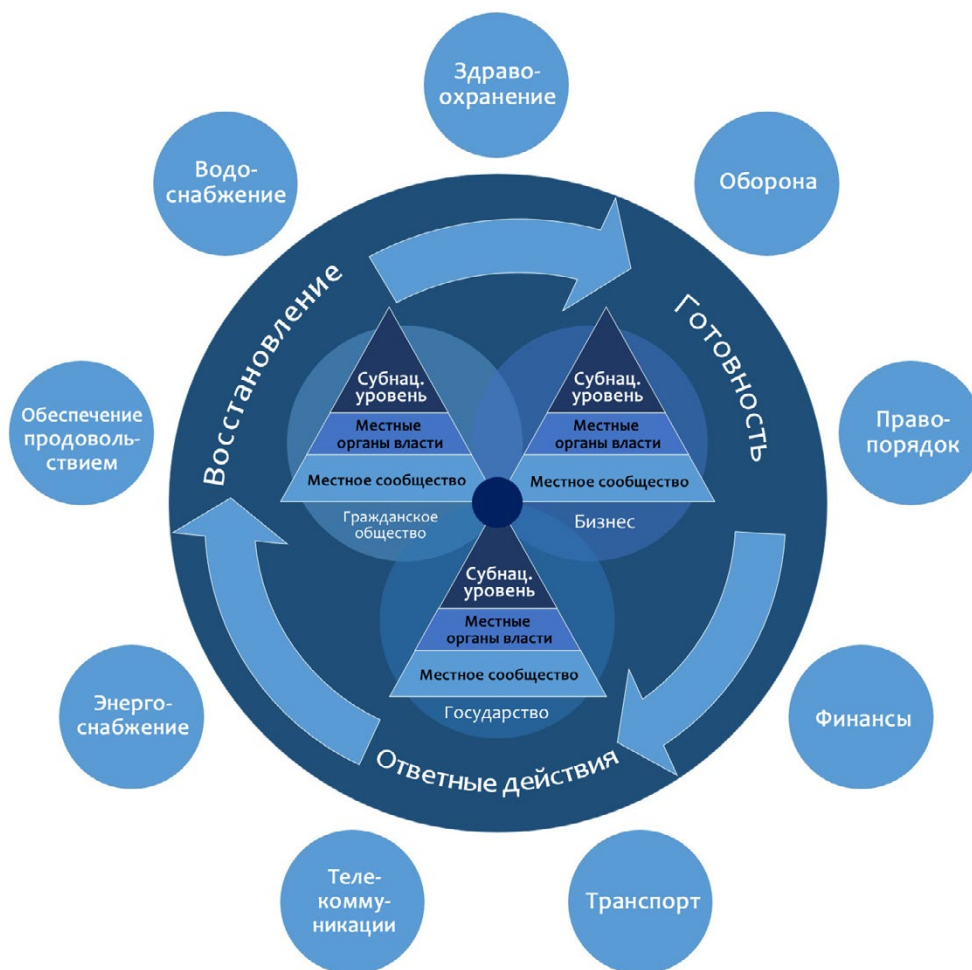 Здраво-
охранение
Водо-
снабжение
Оборона
Восстановление
Готовность
Субнац.
уровень
Местные
органы власти
Местное сообщество
Гражданское
общество
Субнац.
уровень
Местные
органы власти
Местное сообщество
Бизнес
Обеспечение
продоволь-
ствием
Право-
порядок
Субнац.
уровень
Местные
органы власти
Местное сообщество
Государство
Ответные действия
Энерго-
снабжение
Финансы
Теле-
комму-
никации
Транспорт